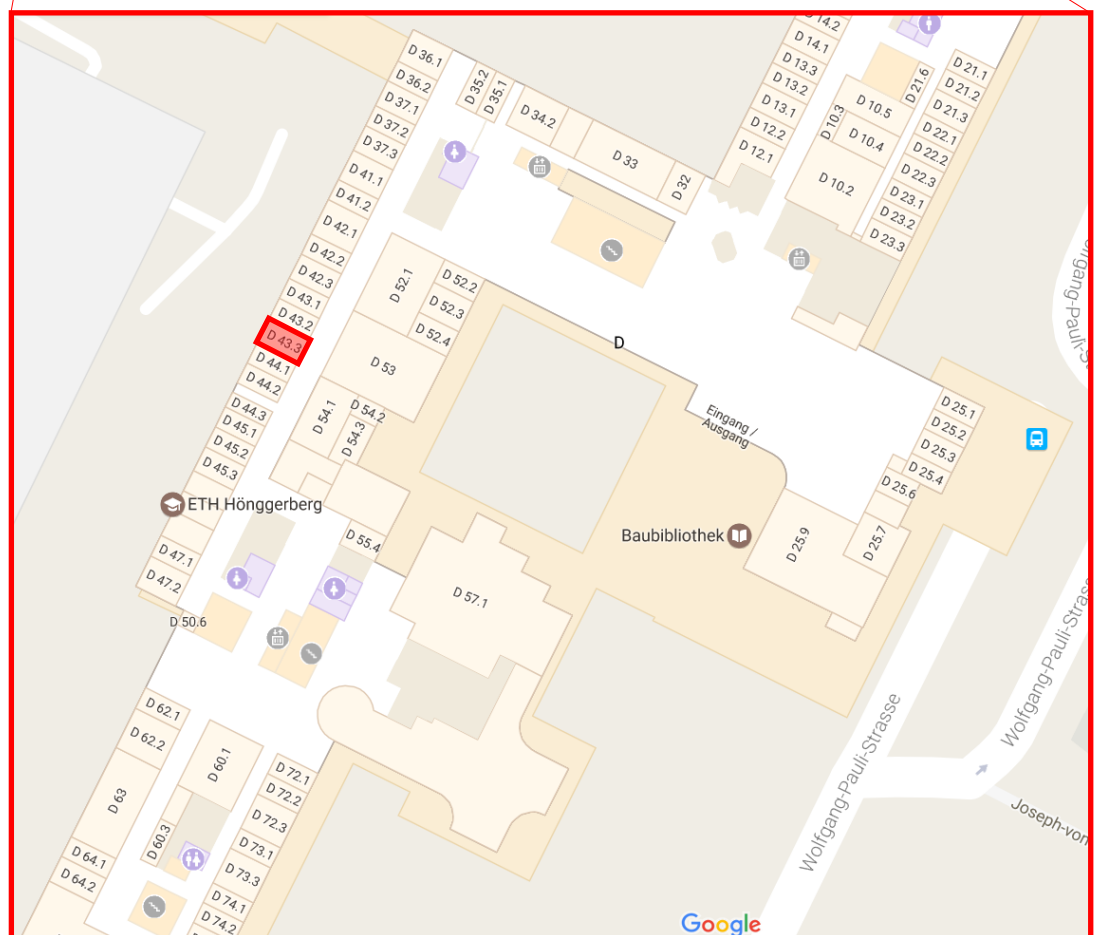 D 36.1
D 36.2
D 37.1
D 37.2
D 37.3
D 41.1
D 41.2
D 42.1
D 42.2
D 42.3
D 43.1
D 43.2
D 43.3
D 44.1
D 44.2
D 44.3
D 45.1
D 45.2
D 45.3
ETH Hönggerberg
D 47.1
D 47.2
D 50.6
D 35.2
D 35.1
D 34.2
D 33
D 32
D 14.2
D 14.1
D 13.3
D 13.2
D 13.1
D 12.2
D 12.1
D 10.3
D 10.5
D 10.4
D 10.2
D 21.6
D 21.1
D 21.2
D 21.3
D 22.1
D 22.2
D 22.3
D 23.1
D 23.2
D 23.3
D 52.1
D 52.2
D 52.3
D 52.4
D 53
D 54.1
D 54.2
D 54.3
D 55.4
D 57.1
D
Eingang /
Ausgang
Baubibliothek
D 25.1
D 25.2
D 25.3
D 25.4
D 25.6
D 25.7
D 25.9
D 62.1
D 62.2
D 63
D 64.1
D 64.2
D 60.1
D 60.3
D 72.1
D 72.2
D 72.3
D 73.1
D 73.3
D 74.1
D 74.2
Wolfgang-Pauli-Strasse
Wolfgang-Pauli-Strass
Joseph-von
Google